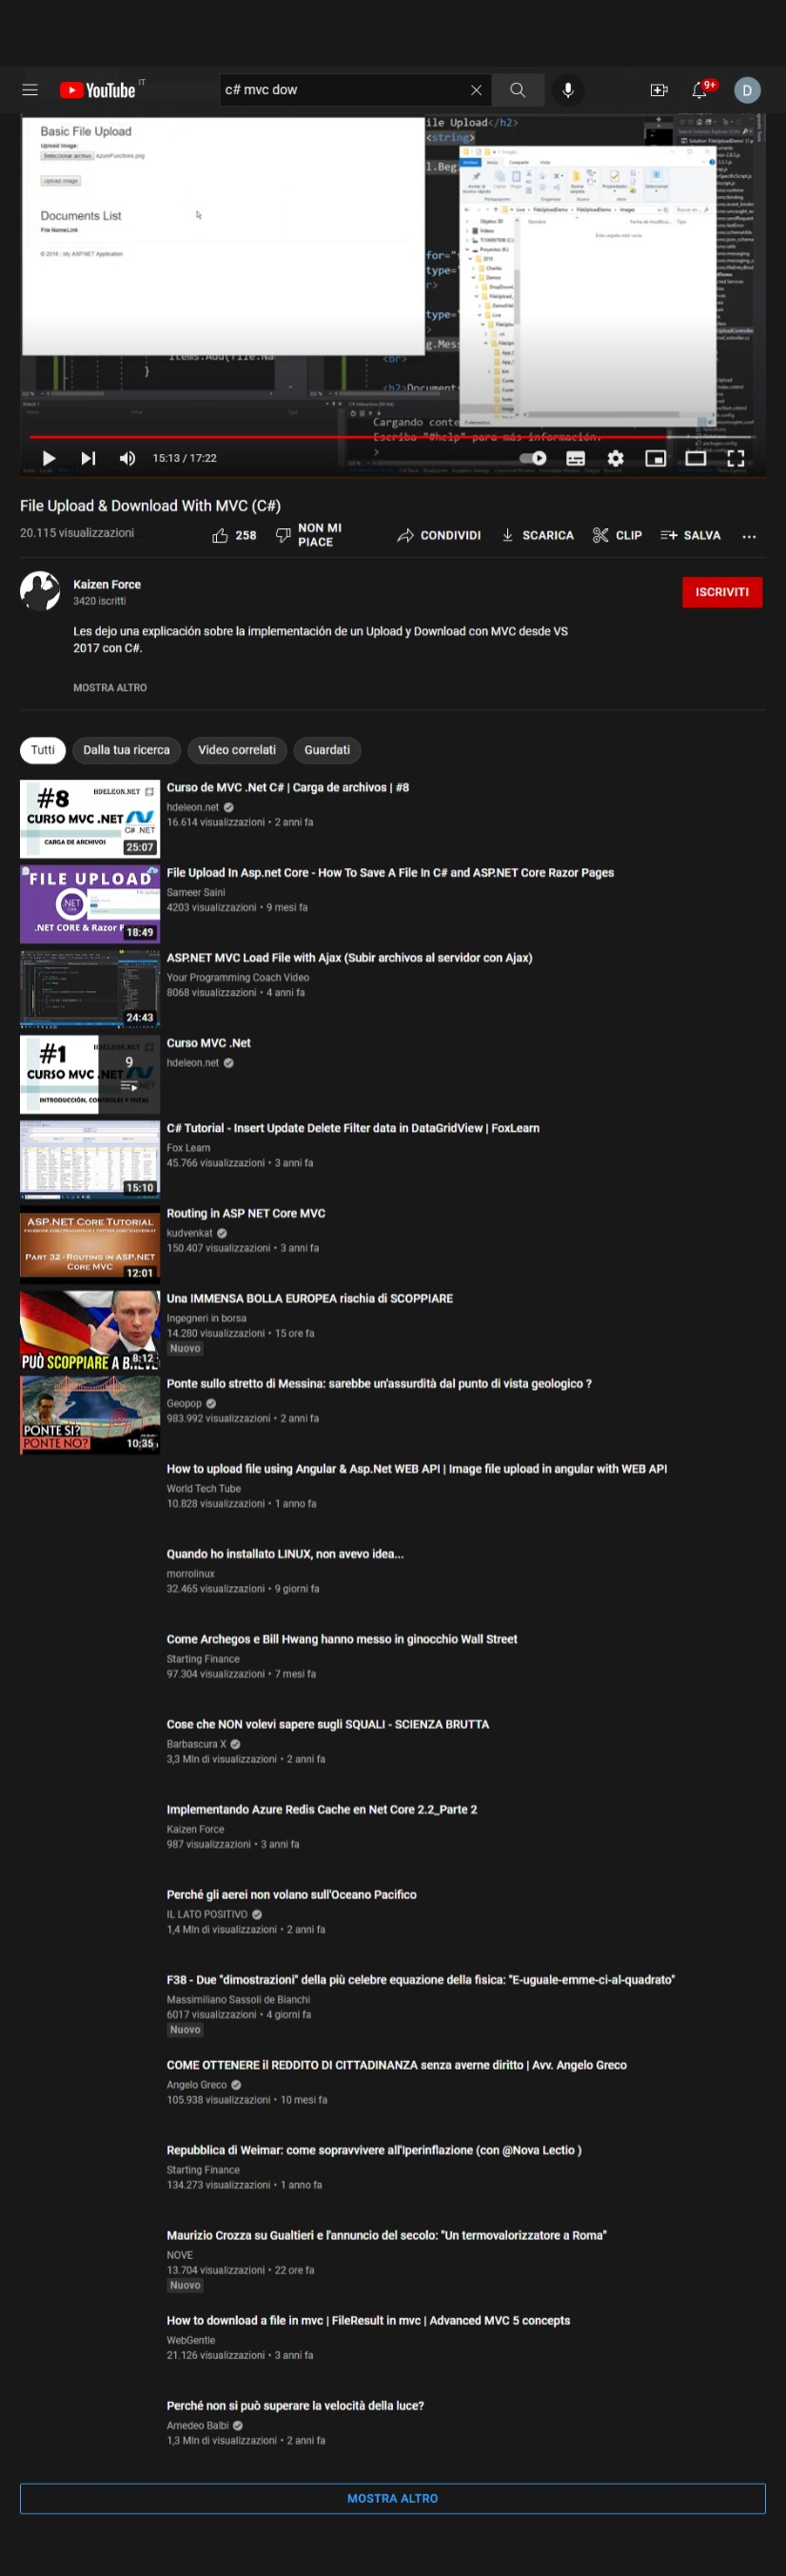 YouTube IT
c# mvc dow
9+
D
Basic File Upload
Upload Image:
Seleccionar archivo AzureFunctions.png
Upload Image
Documents List
File Name Link
© 2018 - My ASP.NET Application
ile Upload</h2>
<string>
l.Beg
for="
type="
r>
type="
g.Mess
<br>
<h2>Document
Items.Add(file.Na
}
Cargando conte
Escriba "#help" para más información.
>
15:13 / 17:22
File Upload & Download With MVC (C#)
20.115 visualizzazioni
258
NON MI PIACE
CONDIVIDI
SCARICA
CLIP
SALVA
Kaizen Force
3420 iscritti
ISCRIVITI
Les dejo una explicación sobre la implementación de un Upload y Download con MVC desde VS
2017 con C#.
MOSTRA ALTRO
Tutti Dalla tua ricerca Video correlati Guardati
#8 HDELEON.NET
CURSO MVC .NET
C# .NET
CARGA DE ARCHIVOS
25:07
Curso de MVC .Net C# | Carga de archivos | #8
hdeleon.net
16.614 visualizzazioni • 2 anni fa
FILE UPLOAD
.NET
.NET CORE & Razor P
18:49
File Upload In Asp.net Core - How To Save A File In C# and ASP.NET Core Razor Pages
Sameer Saini
4203 visualizzazioni • 9 mesi fa
24:43
ASP.NET MVC Load File with Ajax (Subir archivos al servidor con Ajax)
Your Programming Coach Video
8068 visualizzazioni • 4 anni fa
#1 HDELEON.NET
CURSO MVC .NET
INTRODUCCIÓN, CONTROLES Y VISTAS
9
Curso MVC .Net
hdeleon.net
15:10
C# Tutorial - Insert Update Delete Filter data in DataGridView | FoxLearn
Fox Learn
45.766 visualizzazioni • 3 anni fa
ASP.NET CORE TUTORIAL
PART 32 - ROUTING IN ASP.NET
CORE MVC
12:01
Routing in ASP NET Core MVC
kudvenkat
150.407 visualizzazioni • 3 anni fa
PUÒ SCOPPIARE A BREVE
8:12
Una IMMENSA BOLLA EUROPEA rischia di SCOPPIARE
Ingegneri in borsa
14.280 visualizzazioni • 15 ore fa
Nuovo
PONTE SI?
PONTE NO?
10:35
Ponte sullo stretto di Messina: sarebbe un'assurdità dal punto di vista geologico ?
Geopop
983.992 visualizzazioni • 2 anni fa
How to upload file using Angular & Asp.Net WEB API | Image file upload in angular with WEB API
World Tech Tube
10.828 visualizzazioni • 1 anno fa
Quando ho installato LINUX, non avevo idea...
morrolinux
32.465 visualizzazioni • 9 giorni fa
Come Archegos e Bill Hwang hanno messo in ginocchio Wall Street
Starting Finance
97.304 visualizzazioni • 7 mesi fa
Cose che NON volevi sapere sugli SQUALI - SCIENZA BRUTTA
Barbascura X
3,3 Mln di visualizzazioni • 2 anni fa
Implementando Azure Redis Cache en Net Core 2.2_Parte 2
Kaizen Force
987 visualizzazioni • 3 anni fa
Perché gli aerei non volano sull'Oceano Pacifico
IL LATO POSITIVO
1,4 Mln di visualizzazioni • 2 anni fa
F38 - Due "dimostrazioni" della più celebre equazione della fisica: "E-uguale-emme-ci-al-quadrato"
Massimiliano Sassoli de Bianchi
6017 visualizzazioni • 4 giorni fa
Nuovo
COME OTTENERE il REDDITO DI CITTADINANZA senza averne diritto | Avv. Angelo Greco
Angelo Greco
105.938 visualizzazioni • 10 mesi fa
Repubblica di Weimar: come sopravvivere all'Iperinflazione (con @Nova Lectio )
Starting Finance
134.273 visualizzazioni • 1 anno fa
Maurizio Crozza su Gualtieri e l'annuncio del secolo: "Un termovalorizzatore a Roma"
NOVE
13.704 visualizzazioni • 22 ore fa
Nuovo
How to download a file in mvc | FileResult in mvc | Advanced MVC 5 concepts
WebGentle
21.126 visualizzazioni • 3 anni fa
Perché non si può superare la velocità della luce?
Amedeo Balbi
1,3 Mln di visualizzazioni • 2 anni fa
MOSTRA ALTRO